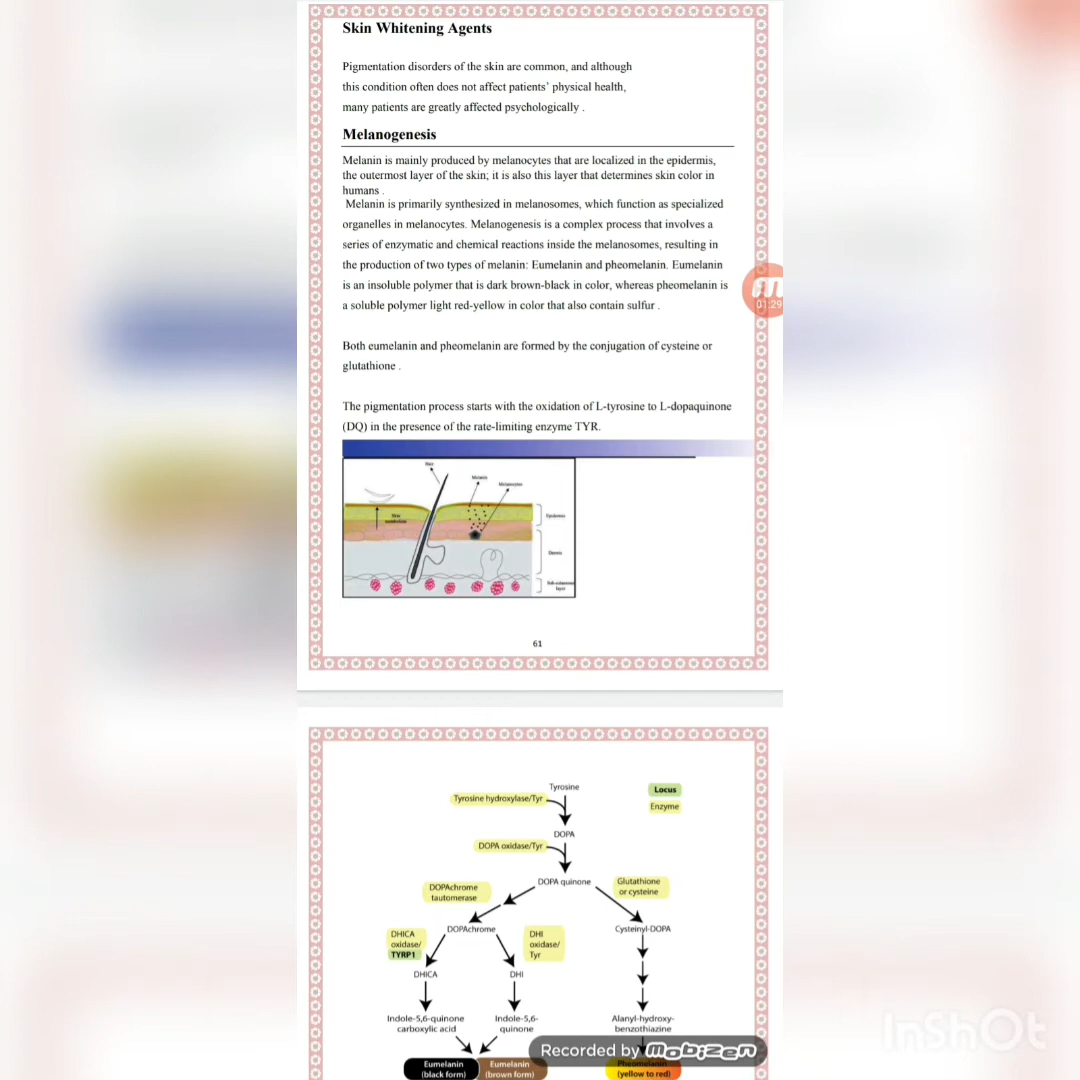 Skin Whitening Agents
Pigmentation disorders of the skin are common, and although
this condition often does not affect patients' physical health,
many patients are greatly affected psychologically .
Melanogenesis
Melanin is mainly produced by melanocytes that are localized in the epidermis,
the outermost layer of the skin; it is also this layer that determines skin color in
humans .
Melanin is primarily synthesized in melanosomes, which function as specialized
organelles in melanocytes. Melanogenesis is a complex process that involves a
series of enzymatic and chemical reactions inside the melanosomes, resulting in
the production of two types of melanin: Eumelanin and pheomelanin. Eumelanin
is an insoluble polymer that is dark brown-black in color, whereas pheomelanin is
a soluble polymer light red-yellow in color that also contain sulfur .
01:29
Both eumelanin and pheomelanin are formed by the conjugation of cysteine or
glutathione .
The pigmentation process starts with the oxidation of L-tyrosine to L-dopaquinone
(DQ) in the presence of the rate-limiting enzyme TYR.
Hair
Melanin
Melanocytes
Skin
Epidermis
Dermis
layer
61
Tyrosine
Locus
Tyrosine hydroxylase/Tyr
Enzyme
DOPA
DOPA oxidase/Tyr
DOPA quinone
Glutathione
or cysteine
DOPAchrome
tautomerase
DOPAchrome
Cysteinyl-DOPA
DHICA
oxidase/
TYRP1
DHI
oxidase/
Tyr
DHICA
DHI
Indole-5,6-quinone
carboxylic acid
Indole-5,6-
quinone
Alanyl-hydroxy-
benzothiazine
Recorded by Mobizen
Eumelanin
(black form)
Eumelanin
(brown form)
Pheomelanin
(yellow to red)
InShOt